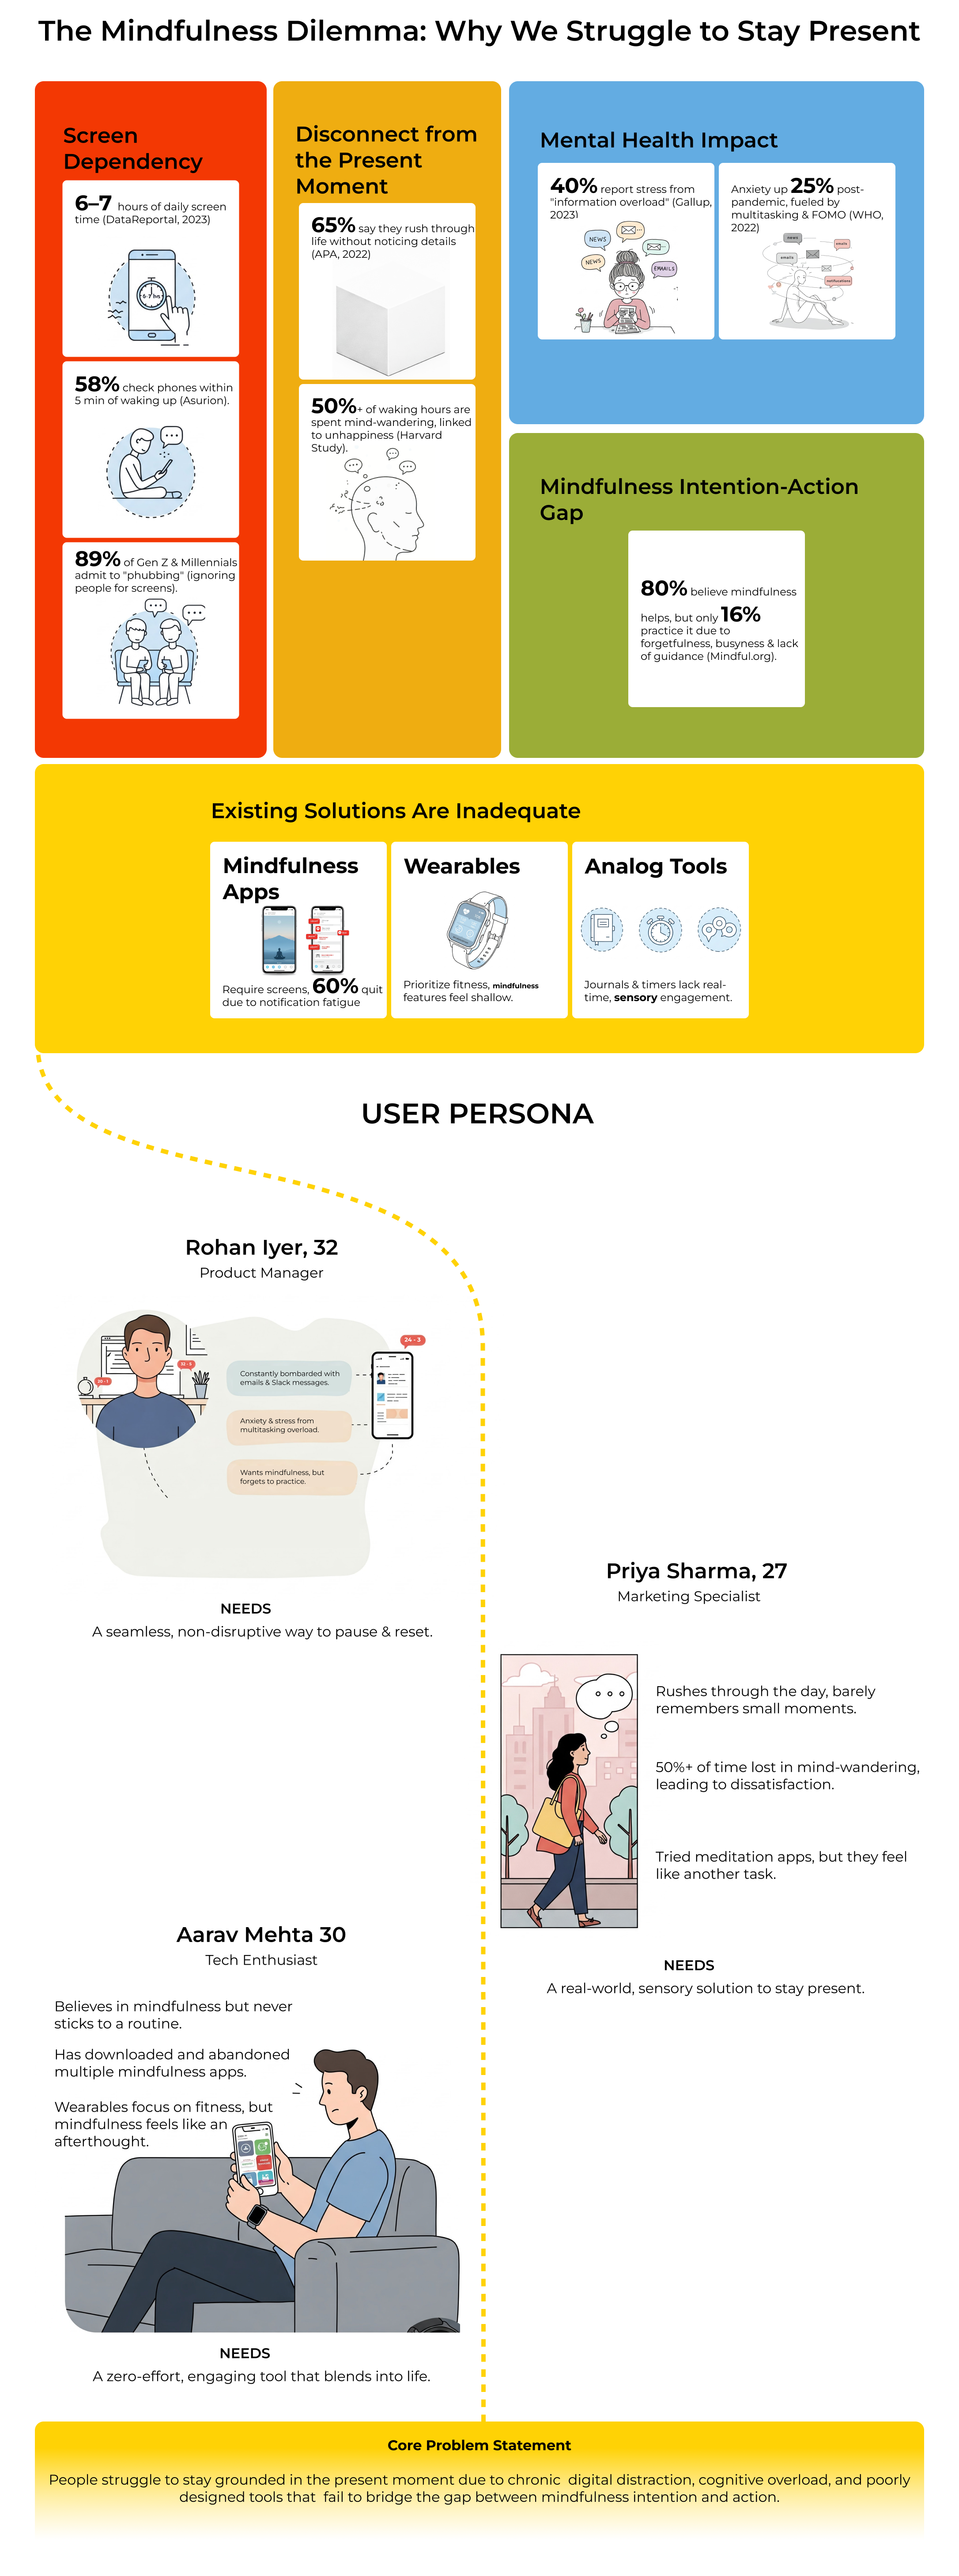 The Mindfulness Dilemma: Why We Struggle to Stay Present
Screen
Dependency
6–7 hours of daily screen
time (DataReportal, 2023)
6-7 hr
58% check phones within
5 min of waking up (Asurion).
89% of Gen Z & Millennials
admit to "phubbing" (ignoring
people for screens).
Disconnect from
the Present
Moment
65% say they rush through
life without noticing details
(APA, 2022)
50%+ of waking hours are
spent mind-wandering, linked
to unhappiness (Harvard
Study).
Mental Health Impact
40% report stress from
"information overload" (Gallup,
2023)
NEWS
NEWS
EMAILS
Anxiety up 25% post-
pandemic, fueled by
multitasking & FOMO (WHO,
2022)
emails
emails
notifications
Mindfulness Intention-Action
Gap
80% believe mindfulness
helps, but only 16%
practice it due to
forgetfulness, busyness & lack
of guidance (Mindful.org).
Existing Solutions Are Inadequate
Mindfulness
Apps
Require screens, 60% quit
due to notification fatigue
Wearables
Prioritize fitness, mindfulness
features feel shallow.
Analog Tools
Journals & timers lack real-
time, sensory engagement.
USER PERSONA
Rohan Iyer, 32
Product Manager
24 - 3
Constantly bombarded with
emails & Slack messages.
Anxiety & stress from
multitasking overload.
Wants mindfulness, but
forgets to practice.
NEEDS
A seamless, non-disruptive way to pause & reset.
Priya Sharma, 27
Marketing Specialist
Rushes through the day, barely
remembers small moments.
50%+ of time lost in mind-wandering,
leading to dissatisfaction.
Tried meditation apps, but they feel
like another task.
NEEDS
A real-world, sensory solution to stay present.
Aarav Mehta 30
Tech Enthusiast
Believes in mindfulness but never
sticks to a routine.
Has downloaded and abandoned
multiple mindfulness apps.
Wearables focus on fitness, but
mindfulness feels like an
afterthought.
NEEDS
A zero-effort, engaging tool that blends into life.
Core Problem Statement
People struggle to stay grounded in the present moment due to chronic digital distraction, cognitive overload, and poorly
designed tools that fail to bridge the gap between mindfulness intention and action.